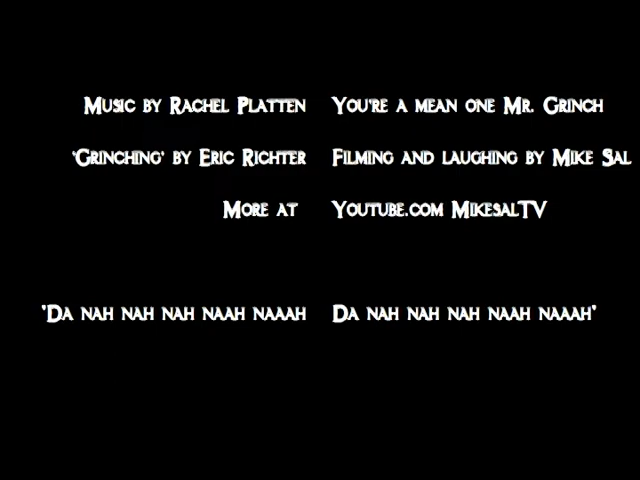 Music by Rachel Platten You're a mean one Mr. Grinch
'Grinching' by Eric Richter Filming and laughing by Mike Sal
More at Youtube.com MikesalTV
"Da nah nah nah naah naaah Da nah nah nah naah naaah"